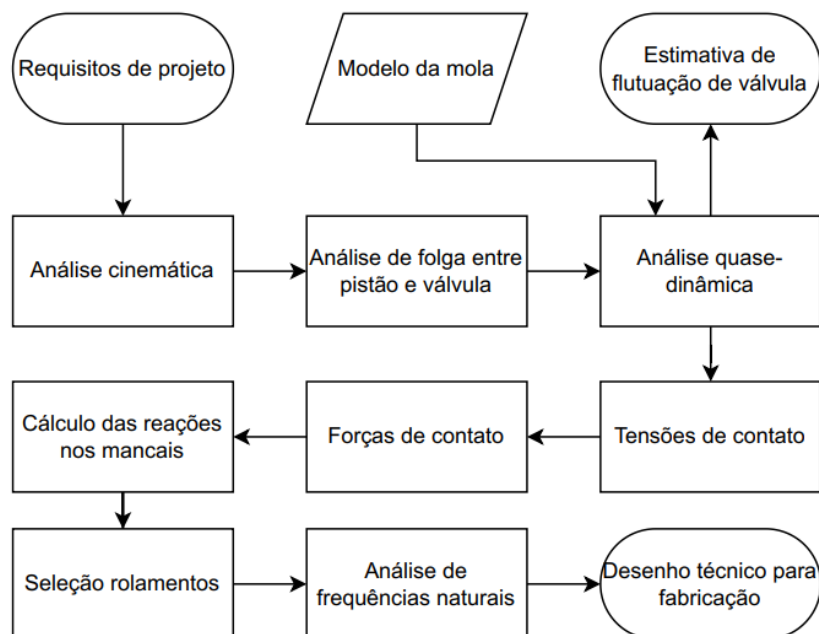 Requisitos de projeto
Modelo da mola
Estimativa de
flutuação de válvula
Análise cinemática
Análise de folga entre
pistão e válvula
Análise quase-
dinâmica
Cálculo das reações
nos mancais
Forças de contato
Tensões de contato
Seleção rolamentos
Análise de
frequências naturais
Desenho técnico para
fabricação